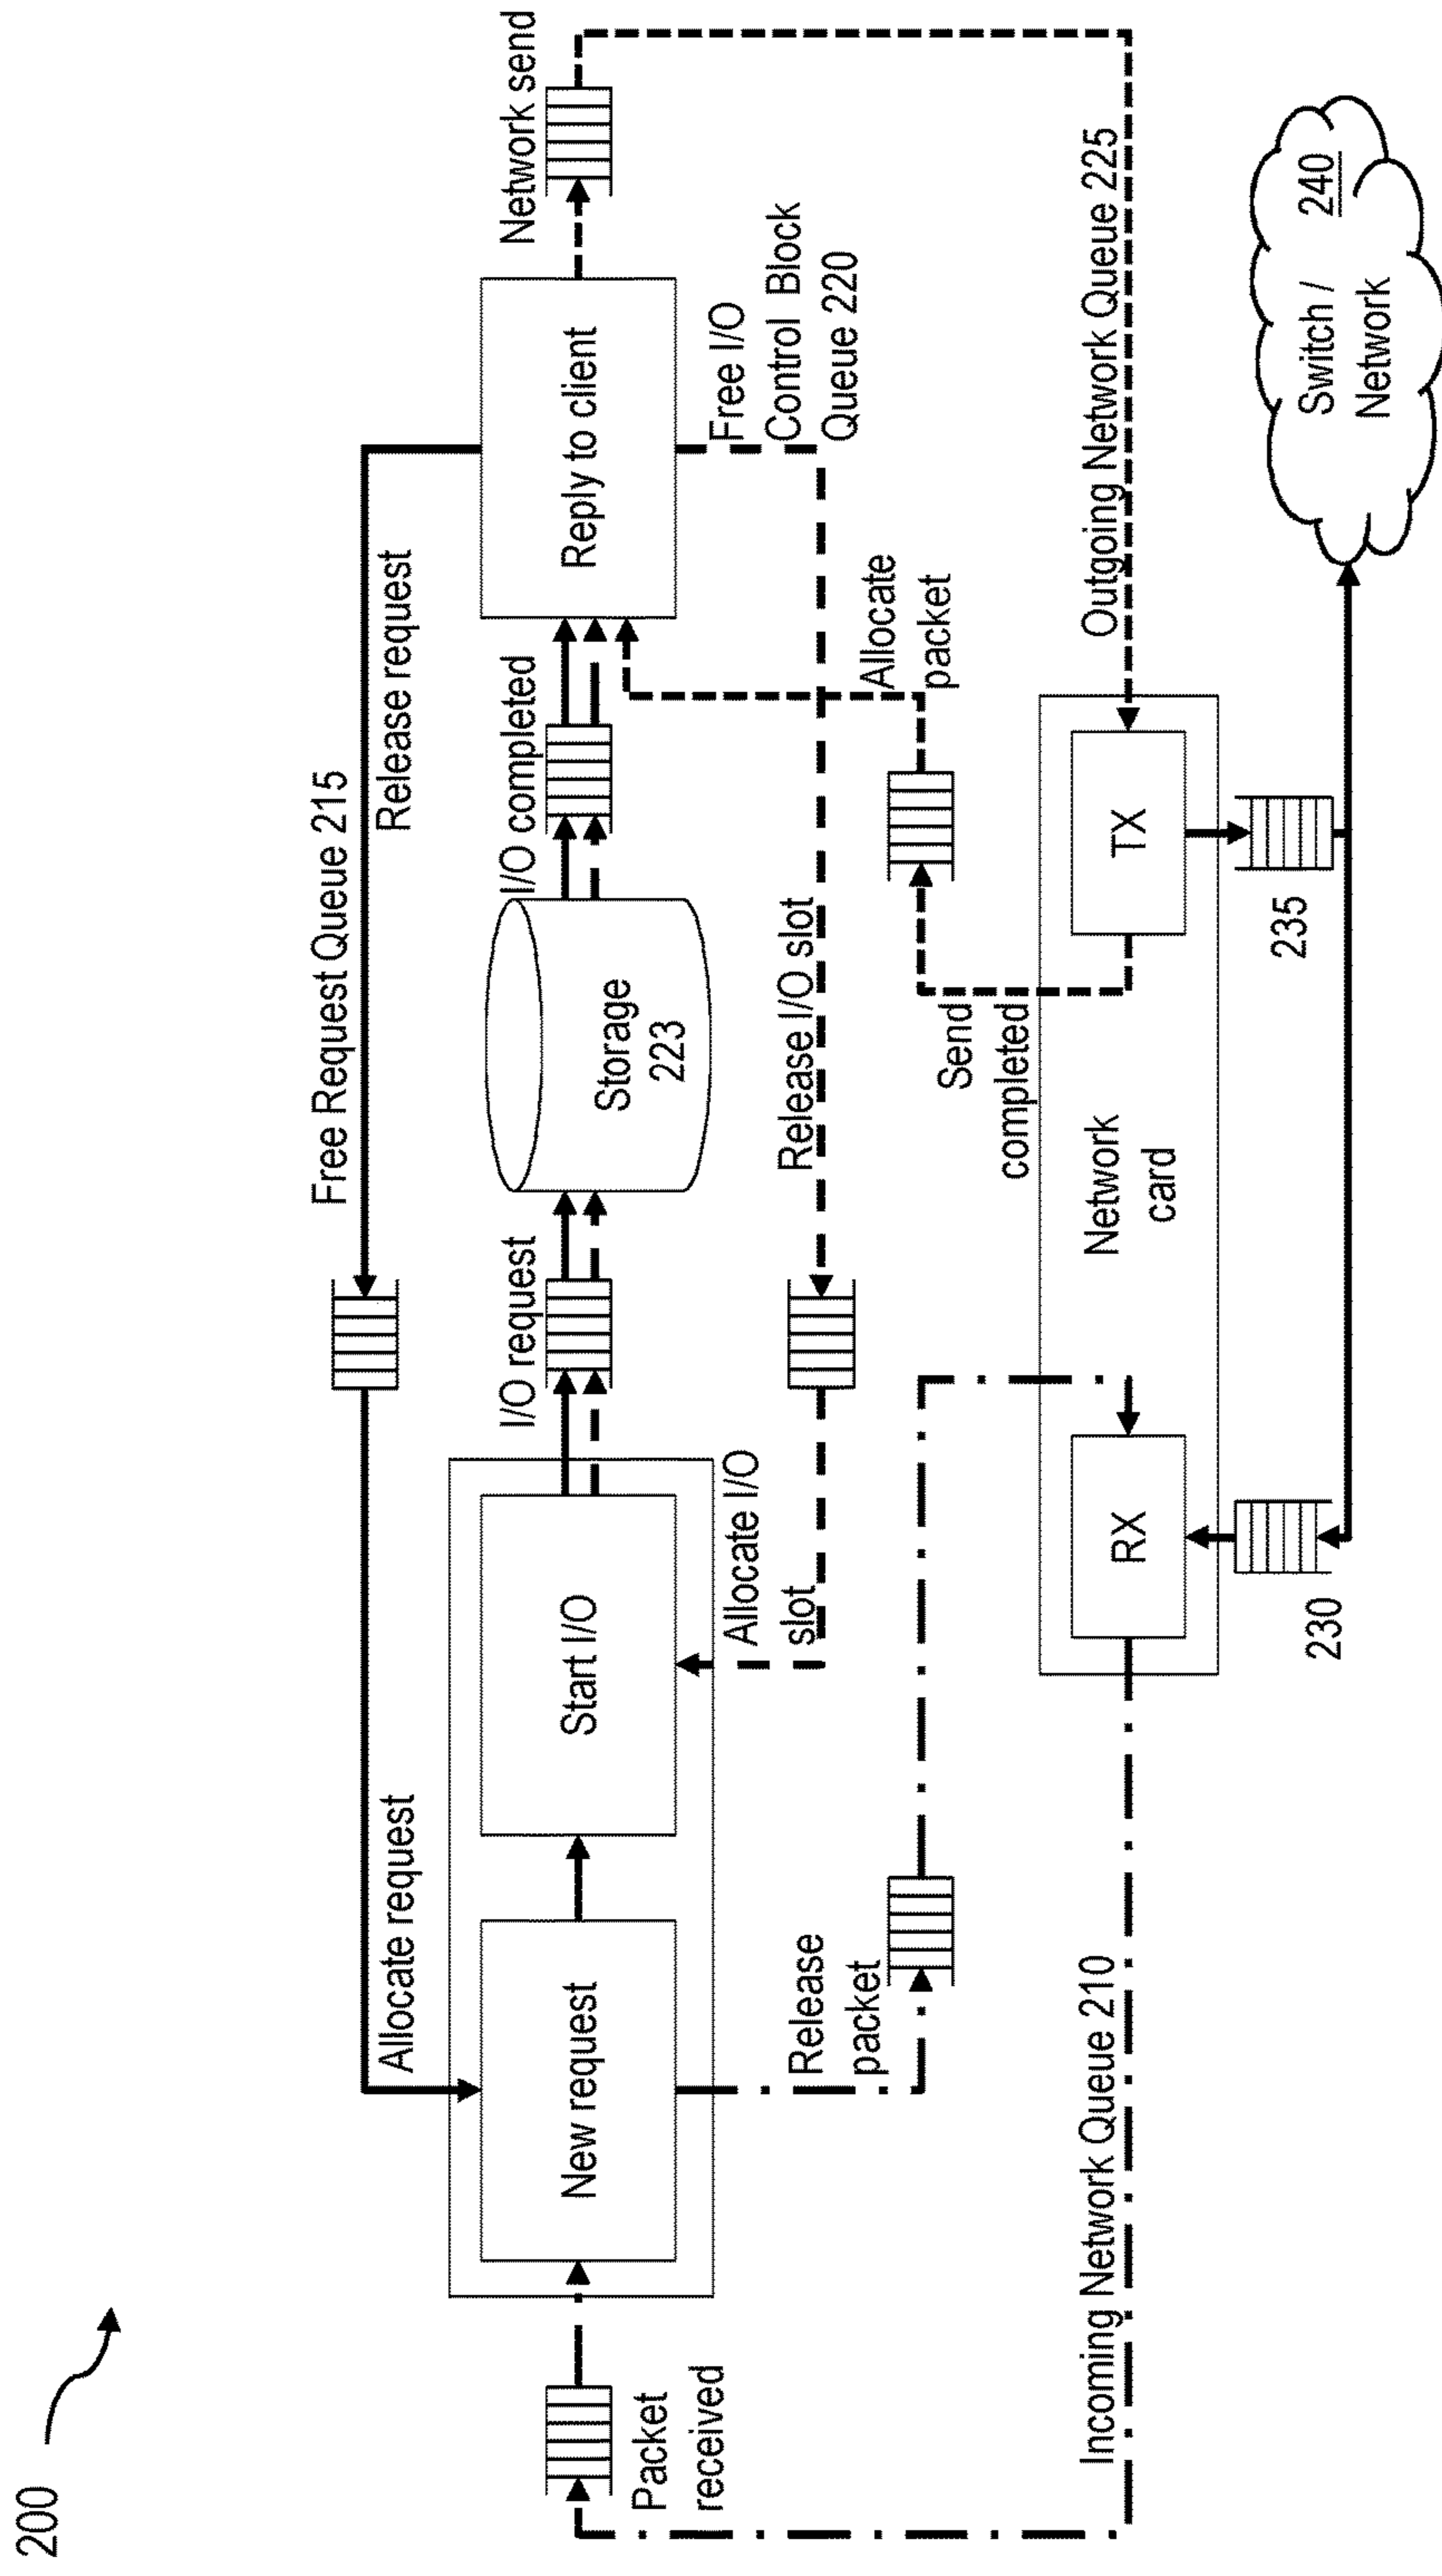 200
Free Request Queue 215
Allocate request
Release request
Packet
received
New request
Start I/O
I/O request
Storage
223
I/O completed
Reply to client
Network send
Allocate I/O
slot
Release I/O slot
Free I/O
Control Block
Queue 220
Release
packet
Send
completed
Allocate
packet
Incoming Network Queue 210
RX
Network
card
TX
Outgoing Network Queue 225
230
235
Switch /
Network
240